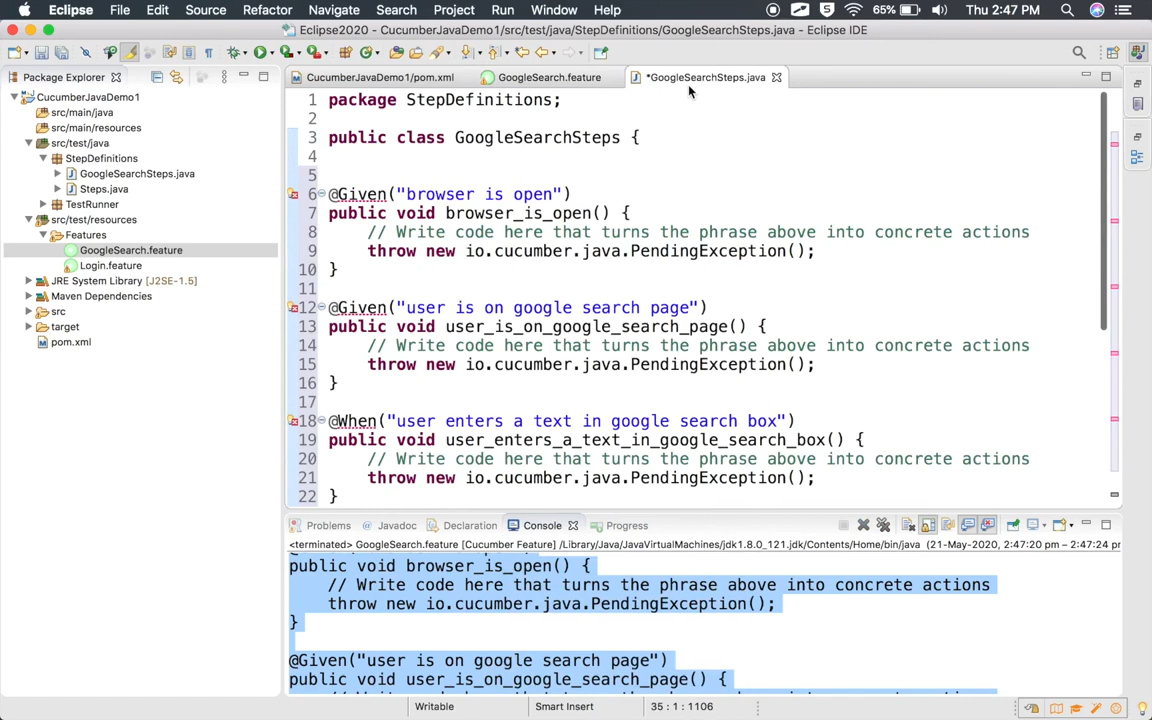 Eclipse File Edit Source Refactor Navigate Search Project Run Window Help 65% Thu 2:47 PM
Eclipse2020 - CucumberJavaDemo1/src/test/java/StepDefinitions/GoogleSearchSteps.java - Eclipse IDE
Package Explorer
CucumberJavaDemo1
src/main/java
src/main/resources
src/test/java
StepDefinitions
GoogleSearchSteps.java
Steps.java
TestRunner
src/test/resources
Features
GoogleSearch.feature
Login.feature
JRE System Library [J2SE-1.5]
Maven Dependencies
src
target
pom.xml
CucumberJavaDemo1/pom.xml GoogleSearch.feature *GoogleSearchSteps.java
1 package StepDefinitions;
2
3 public class GoogleSearchSteps {
4
5
6 @Given("browser is open")
7 public void browser_is_open() {
8 // Write code here that turns the phrase above into concrete actions
9 throw new io.cucumber.java.PendingException();
10 }
11
12 @Given("user is on google search page")
13 public void user_is_on_google_search_page() {
14 // Write code here that turns the phrase above into concrete actions
15 throw new io.cucumber.java.PendingException();
16 }
17
18 @When("user enters a text in google search box")
19 public void user_enters_a_text_in_google_search_box() {
20 // Write code here that turns the phrase above into concrete actions
21 throw new io.cucumber.java.PendingException();
22 }
Problems Javadoc Declaration Console Progress
<terminated> GoogleSearch.feature [Cucumber Feature] /Library/Java/JavaVirtualMachines/jdk1.8.0_121.jdk/Contents/Home/bin/java (21-May-2020, 2:47:20 pm – 2:47:24 pm)
public void browser_is_open() {
// Write code here that turns the phrase above into concrete actions
throw new io.cucumber.java.PendingException();
}
@Given("user is on google search page")
public void user_is_on_google_search_page() {
Writable Smart Insert 35 : 1 : 1106